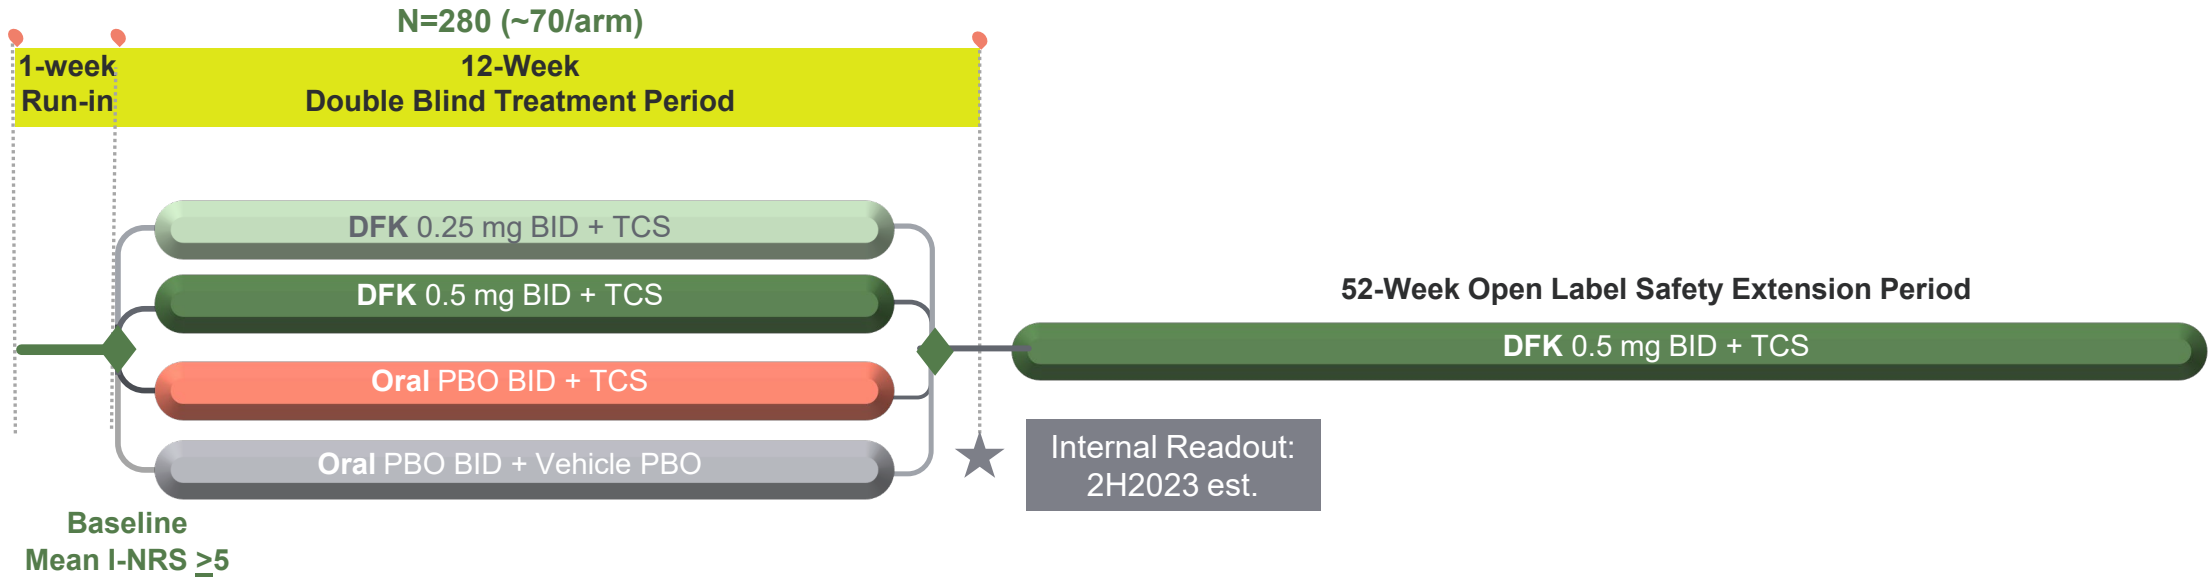 N=280 (~70/arm)
1-week
Run-in
12-Week
Double Blind Treatment Period
DFK 0.25 mg BID + TCS
DFK 0.5 mg BID + TCS
Oral PBO BID + TCS
Oral PBO BID + Vehicle PBO
Baseline
Mean I-NRS ≥5
52-Week Open Label Safety Extension Period
DFK 0.5 mg BID + TCS
Internal Readout:
2H2023 est.